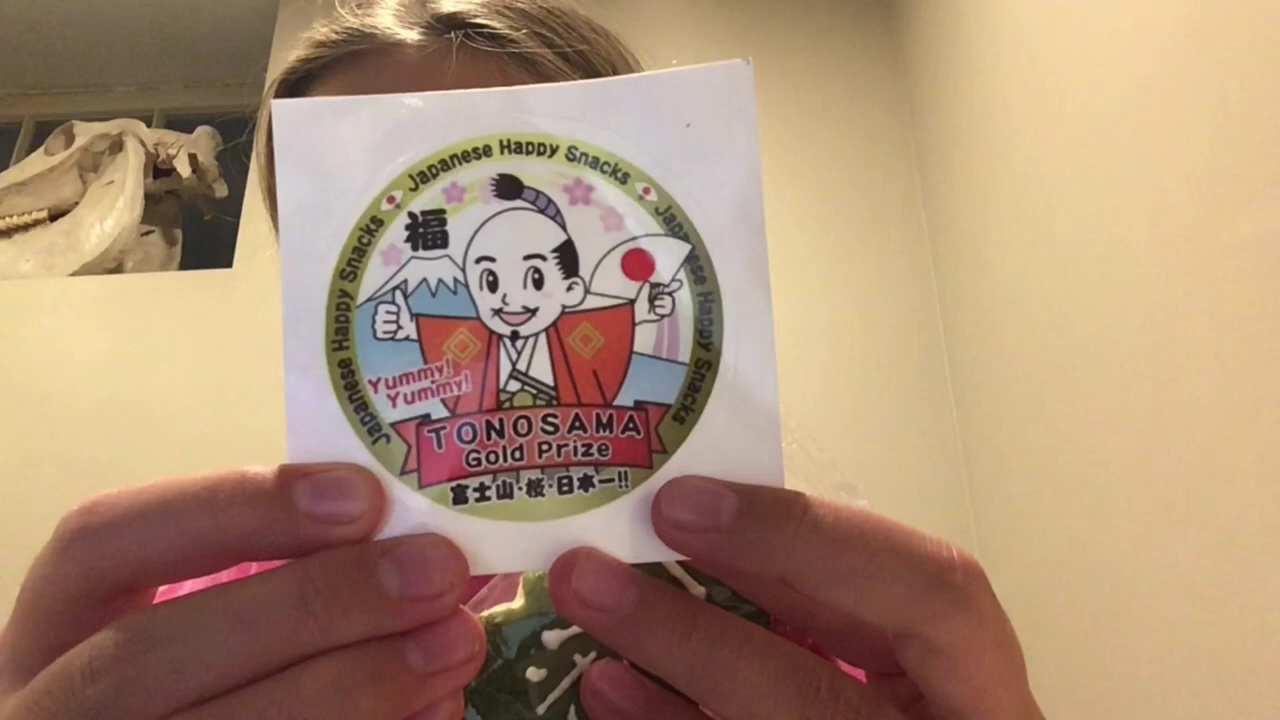 Japanese Happy Snacks
Japanese Happy Snacks
Japanese Happy Snacks
福
Yummy!
Yummy!
TONOSAMA
Gold Prize
富士山・桜・日本一!!